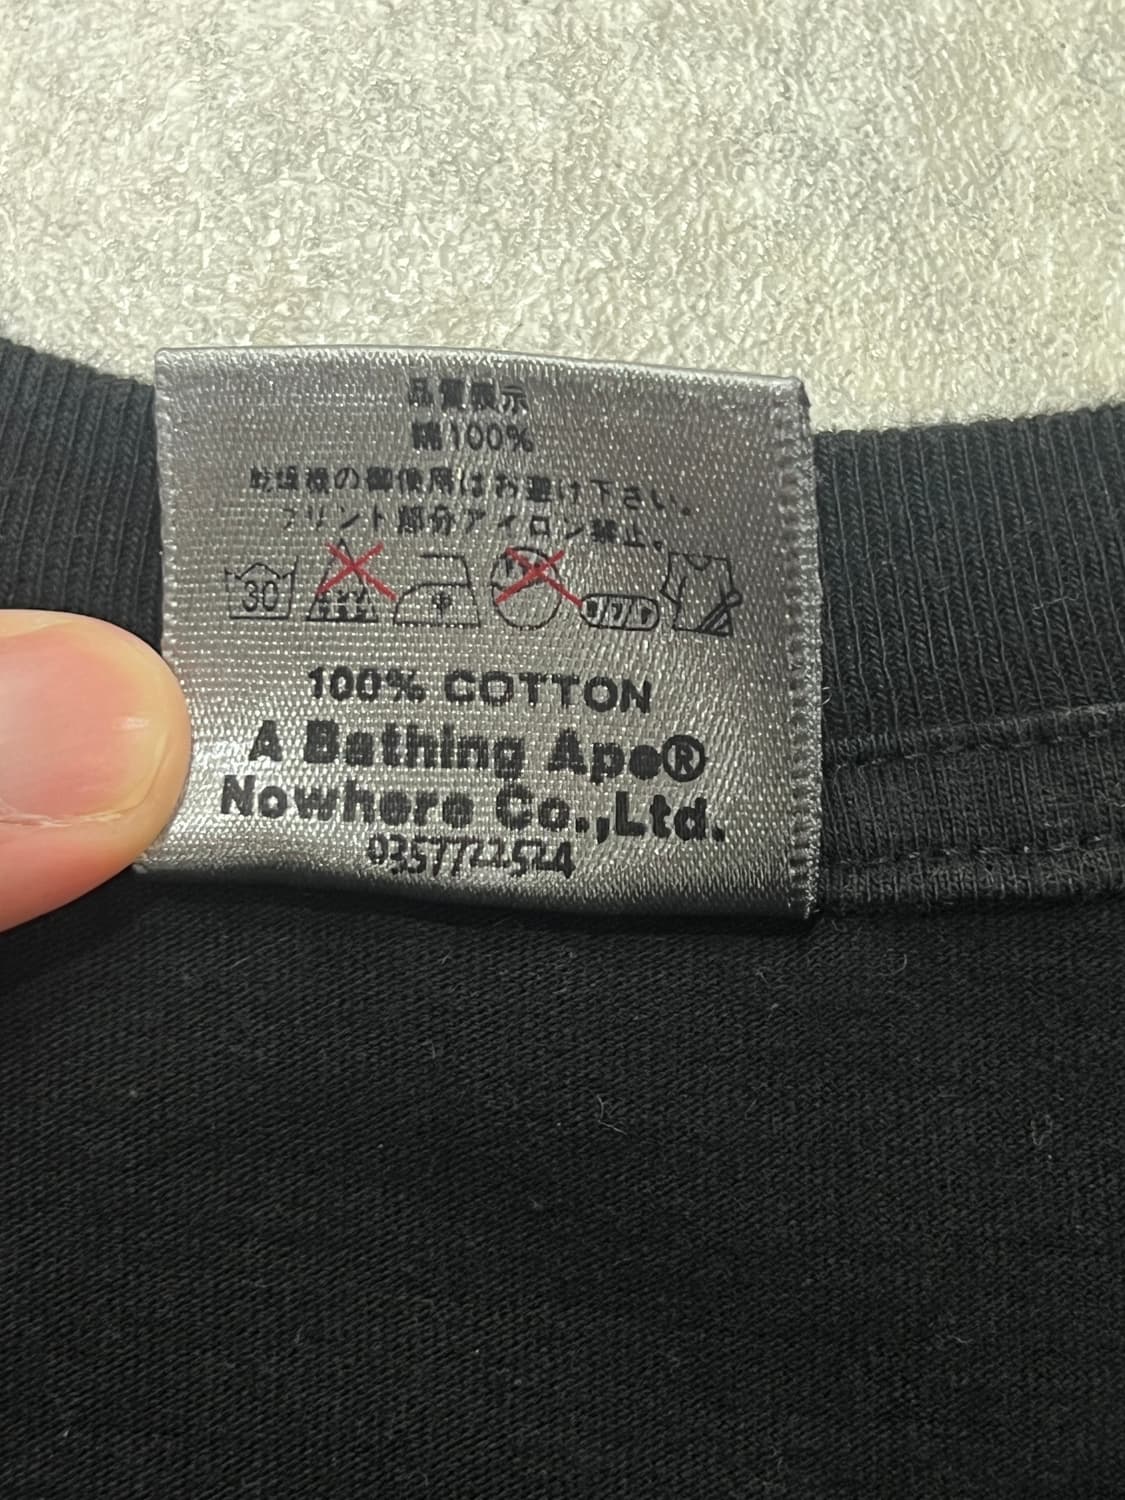 品質表示
綿100%
乾燥機の御使用はお避け下さい。
プリント部分アイロン禁止。
30
100% COTTON
A Bathing Ape®
Nowhere Co.,Ltd.
0357722524